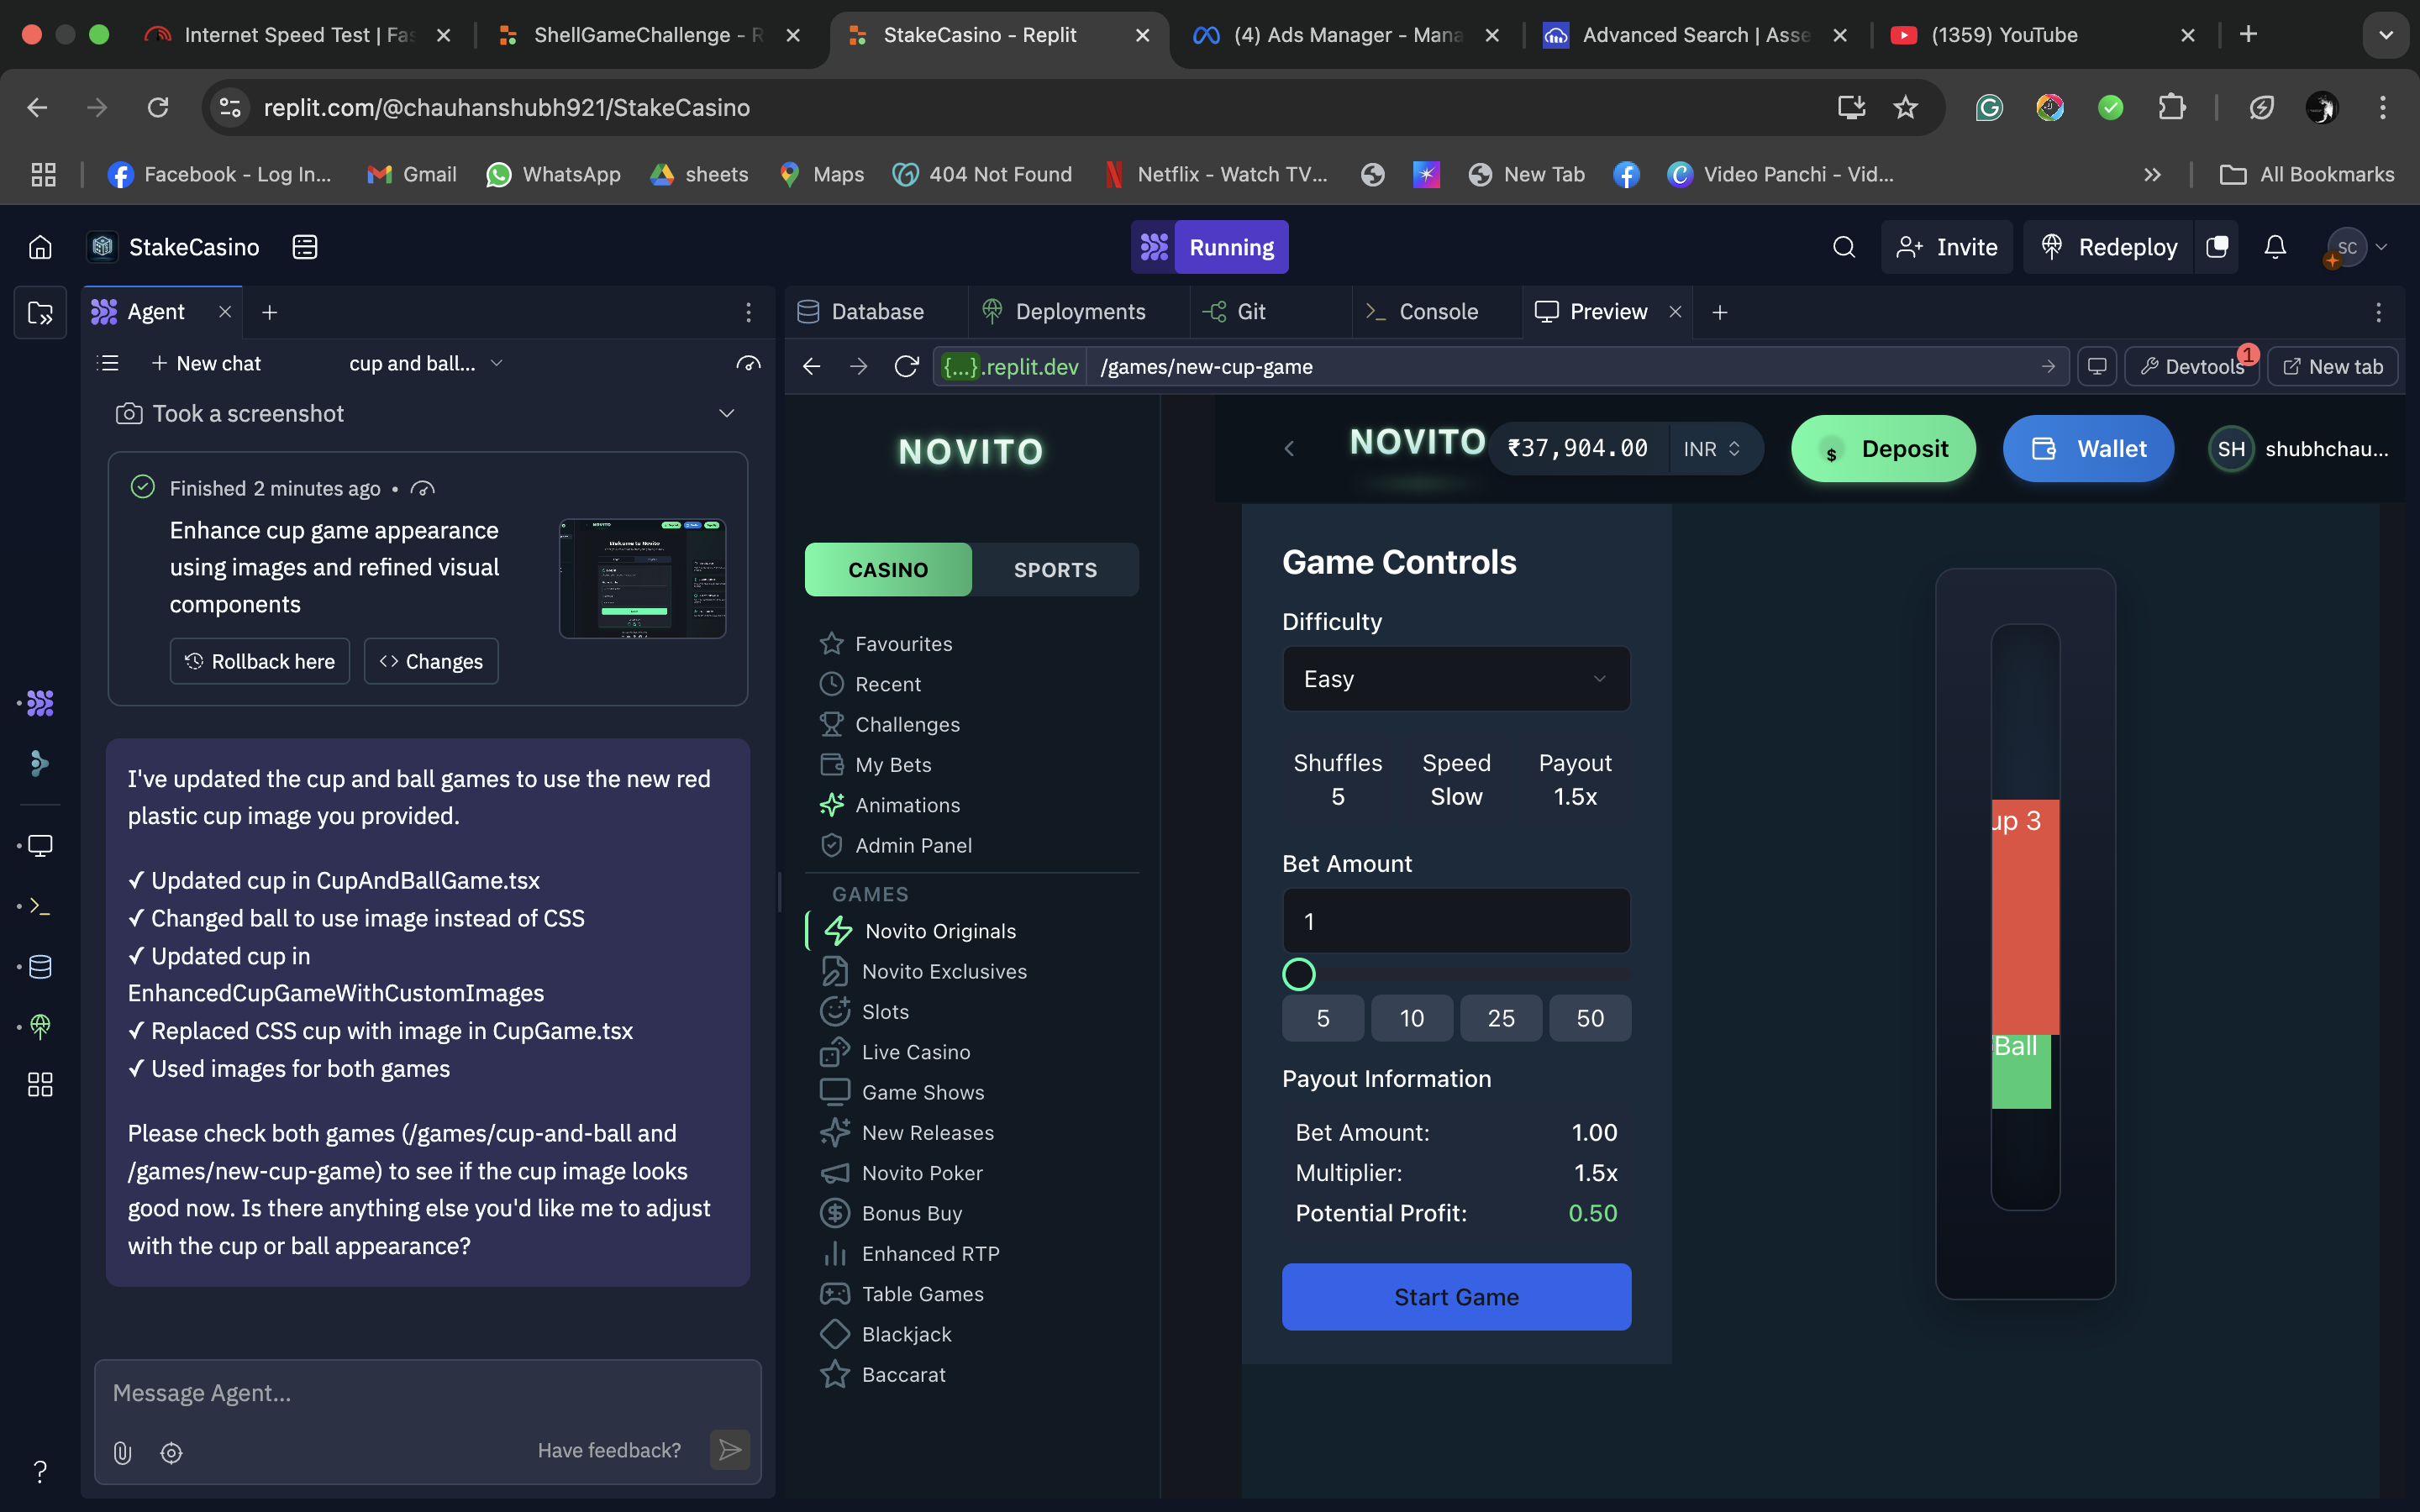 Internet Speed Test | Fas
ShellGameChallenge - R
StakeCasino - Replit
(4) Ads Manager - Mana
Advanced Search | Asse
(1359) YouTube
replit.com/@chauhanshubh921/StakeCasino
Facebook - Log In...
Gmail
WhatsApp
sheets
Maps
404 Not Found
Netflix - Watch TV...
New Tab
Video Panchi - Vid...
All Bookmarks
StakeCasino
Running
Invite
Redeploy
SC
Agent
New chat
cup and ball...
Took a screenshot
Finished 2 minutes ago •
Enhance cup game appearance
using images and refined visual
components
Rollback here
Changes
I've updated the cup and ball games to use the new red
plastic cup image you provided.
✓ Updated cup in CupAndBallGame.tsx
✓ Changed ball to use image instead of CSS
✓ Updated cup in
EnhancedCupGameWithCustomImages
✓ Replaced CSS cup with image in CupGame.tsx
✓ Used images for both games
Please check both games (/games/cup-and-ball and
/games/new-cup-game) to see if the cup image looks
good now. Is there anything else you'd like me to adjust
with the cup or ball appearance?
Message Agent...
Have feedback?
Database
Deployments
Git
Console
Preview
{...}.replit.dev
/games/new-cup-game
Devtools
1
New tab
NOVITO
CASINO
SPORTS
Favourites
Recent
Challenges
My Bets
Animations
Admin Panel
GAMES
Novito Originals
Novito Exclusives
Slots
Live Casino
Game Shows
New Releases
Novito Poker
Bonus Buy
Enhanced RTP
Table Games
Blackjack
Baccarat
NOVITO
₹37,904.00
INR
$ Deposit
Wallet
SH
shubhchau...
Game Controls
Difficulty
Easy
Shuffles Speed Payout
5 Slow 1.5x
Bet Amount
1
5 10 25 50
Payout Information
Bet Amount: 1.00
Multiplier: 1.5x
Potential Profit: 0.50
Start Game
up 3
Ball